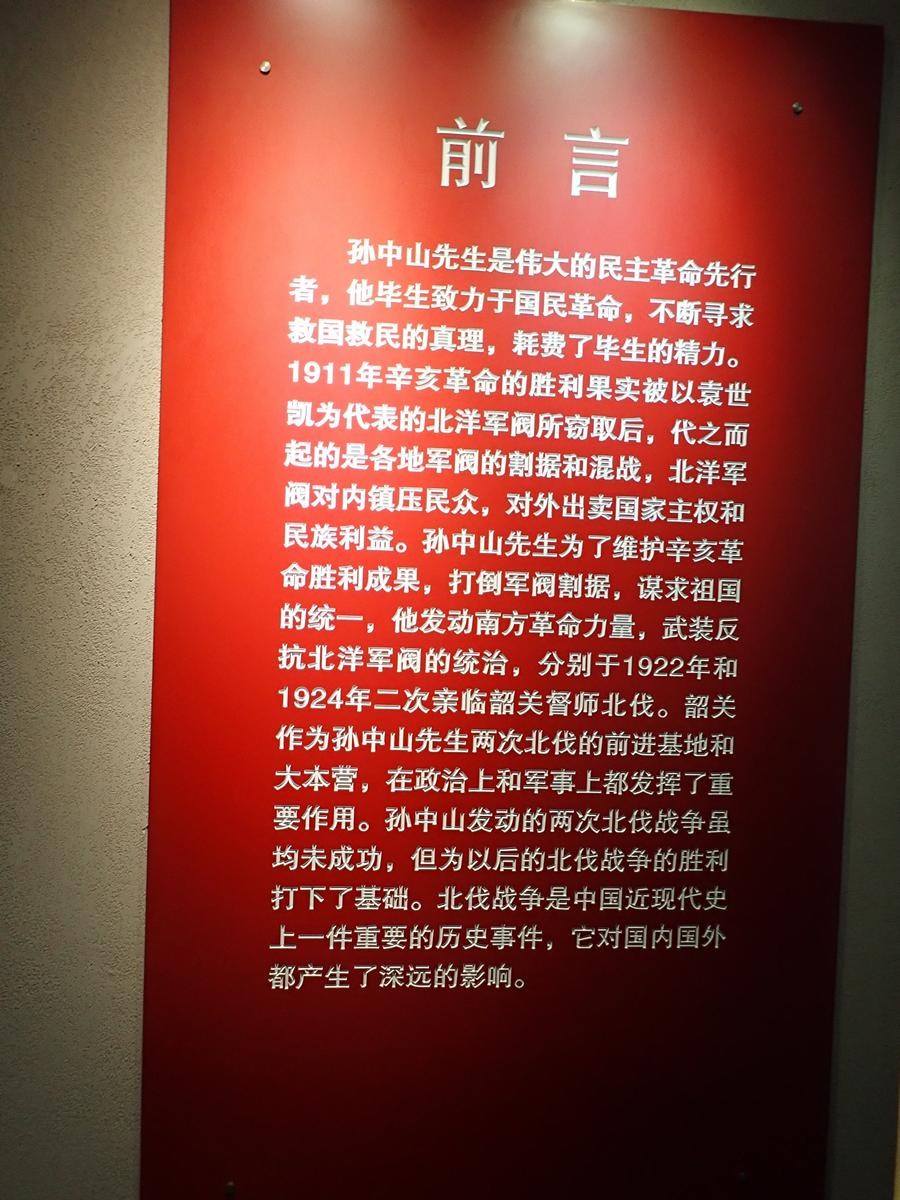 前 言
孙中山先生是伟大的民主革命先行
者，他毕生致力于国民革命，不断寻求
救国救民的真理，耗费了毕生的精力。
1911年辛亥革命的胜利果实被以袁世
凯为代表的北洋军阀所窃取后，代之而
起的是各地军阀的割据和混战，北洋军
阀对内镇压民众，对外出卖国家主权和
民族利益。孙中山先生为了维护辛亥革
命胜利成果，打倒军阀割据，谋求祖国
的统一，他发动南方革命力量，武装反
抗北洋军阀的统治，分别于1922年和
1924年二次亲临韶关督师北伐。韶关
作为孙中山先生两次北伐的前进基地和
大本营，在政治上和军事上都发挥了重
要作用。孙中山发动的两次北伐战争虽
均未成功，但为以后的北伐战争的胜利
打下了基础。北伐战争是中国近现代史
上一件重要的历史事件，它对国内国外
都产生了深远的影响。